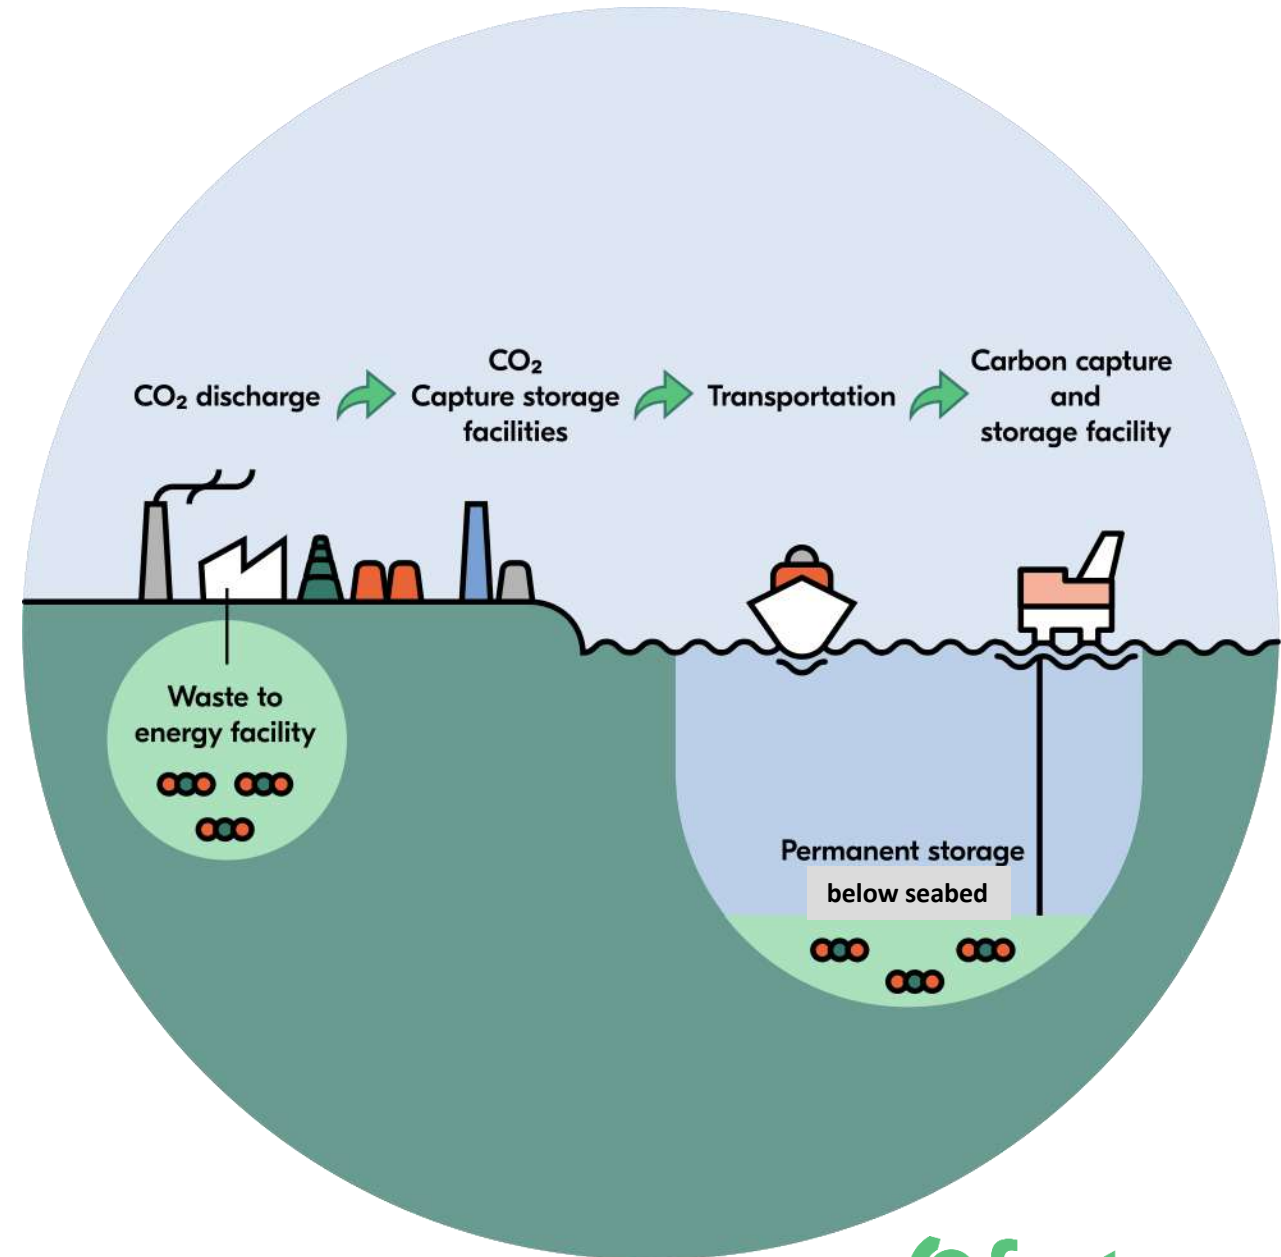 CO₂ discharge
CO₂
Capture storage
facilities
Transportation
Carbon capture
and
storage facility
Waste to
energy facility
Permanent storage
below seabed